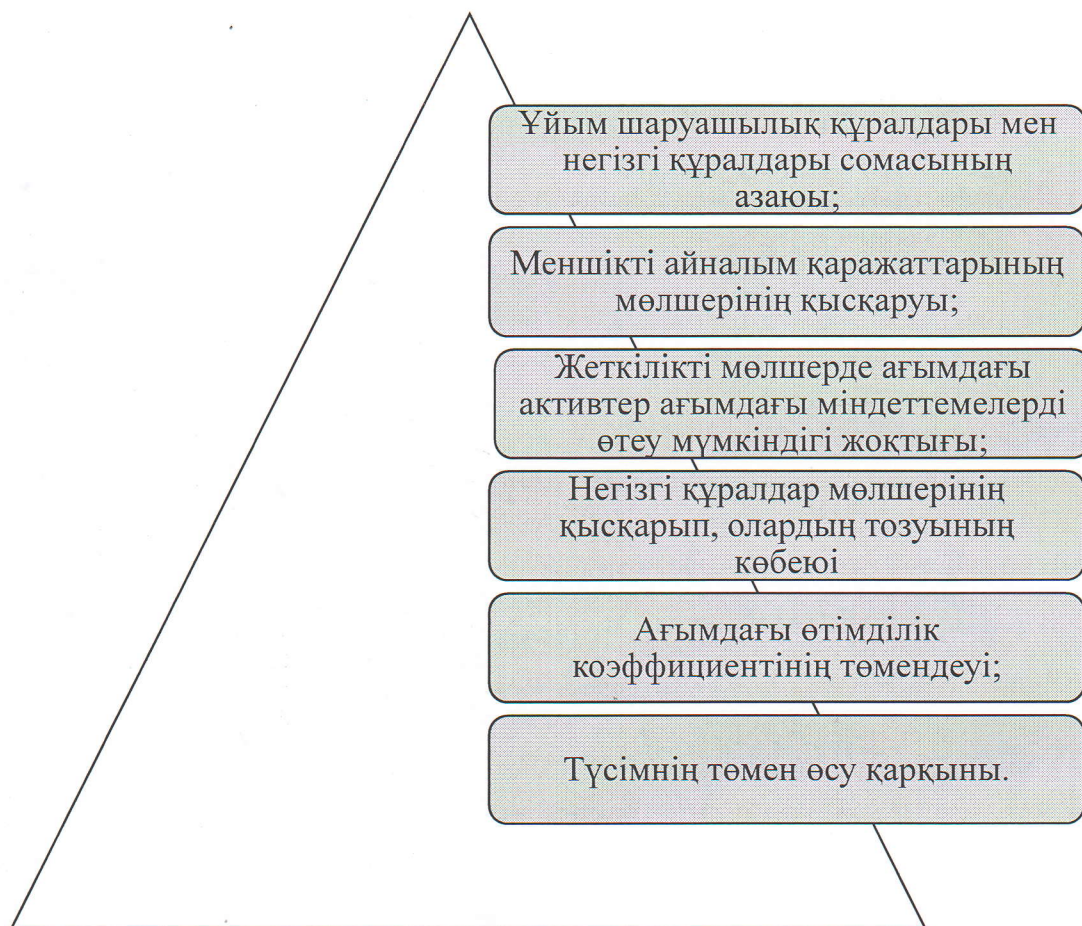 Ұйым шаруашылық құралдары мен
негізгі құралдары сомасының
азаюы;
Меншікті айналым қаражаттарының
мөлшерінің қысқаруы;
Жеткілікті мөлшерде ағымдағы
активтер ағымдағы міндеттемелерді
өтеу мүмкіндігі жоқтығы;
Негізгі құралдар мөлшерінің
қысқарып, олардың тозуының
көбеюі
Ағымдағы өтімділік
коэффициентінің төмендеуі;
Түсімнің төмен өсу қарқыны.